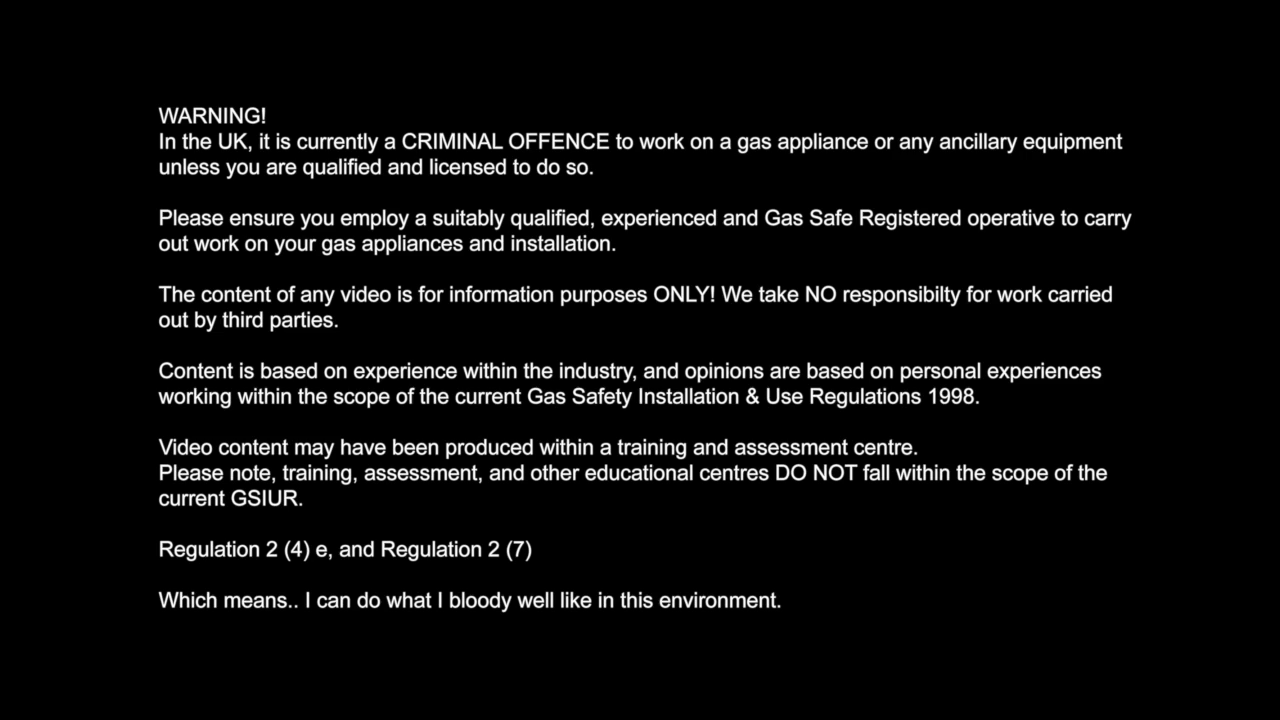 WARNING!
In the UK, it is currently a CRIMINAL OFFENCE to work on a gas appliance or any ancillary equipment
unless you are qualified and licensed to do so.
Please ensure you employ a suitably qualified, experienced and Gas Safe Registered operative to carry
out work on your gas appliances and installation.
The content of any video is for information purposes ONLY! We take NO responsibilty for work carried
out by third parties.
Content is based on experience within the industry, and opinions are based on personal experiences
working within the scope of the current Gas Safety Installation & Use Regulations 1998.
Video content may have been produced within a training and assessment centre.
Please note, training, assessment, and other educational centres DO NOT fall within the scope of the
current GSIUR.
Regulation 2 (4) e, and Regulation 2 (7)
Which means.. I can do what I bloody well like in this environment.